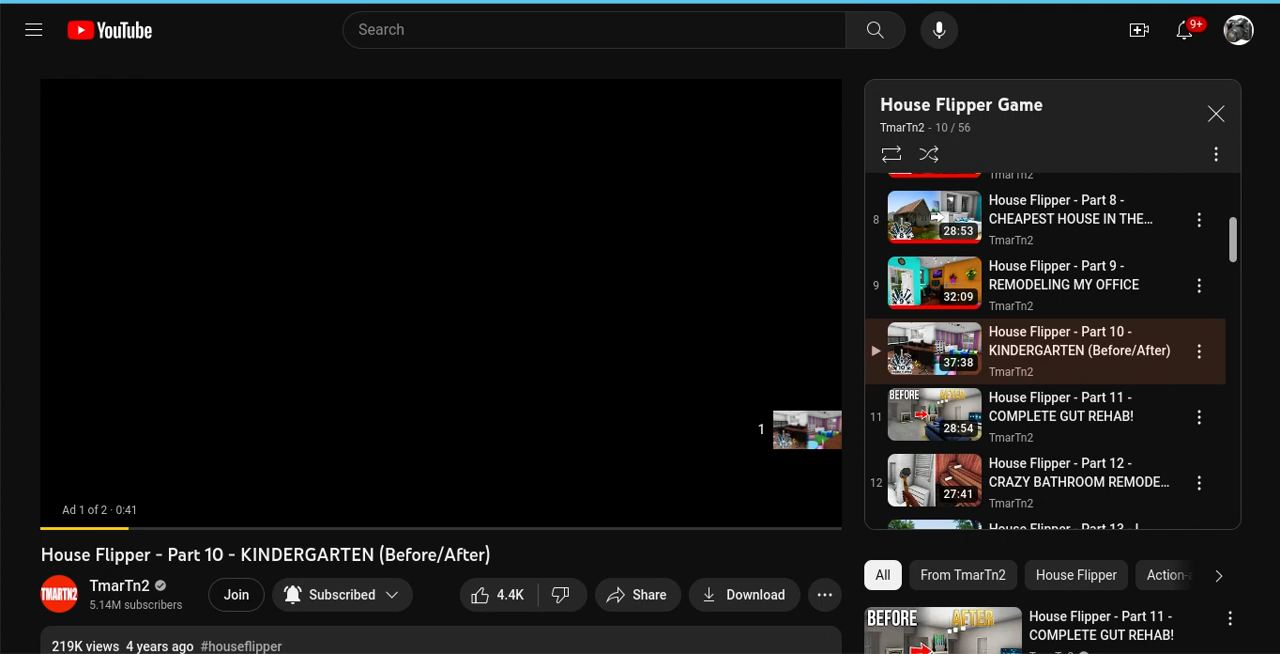 YouTube
Search
9+
House Flipper Game
TmarTn2 - 10 / 56
TmarTn2
8
28:53
House Flipper - Part 8 -
CHEAPEST HOUSE IN THE...
TmarTn2
9
32:09
House Flipper - Part 9 -
REMODELING MY OFFICE
TmarTn2
37:38
House Flipper - Part 10 -
KINDERGARTEN (Before/After)
TmarTn2
11
BEFORE AFTER
28:54
House Flipper - Part 11 -
COMPLETE GUT REHAB!
TmarTn2
12
27:41
House Flipper - Part 12 -
CRAZY BATHROOM REMODE...
TmarTn2
House Flipper - Part 13 - I
1
Ad 1 of 2 · 0:41
House Flipper - Part 10 - KINDERGARTEN (Before/After)
TMARTN2
TmarTn2
5.14M subscribers
Join
Subscribed
4.4K
Share
Download
219K views 4 years ago #houseflipper
All
From TmarTn2
House Flipper
Action-
BEFORE AFTER
House Flipper - Part 11 -
COMPLETE GUT REHAB!